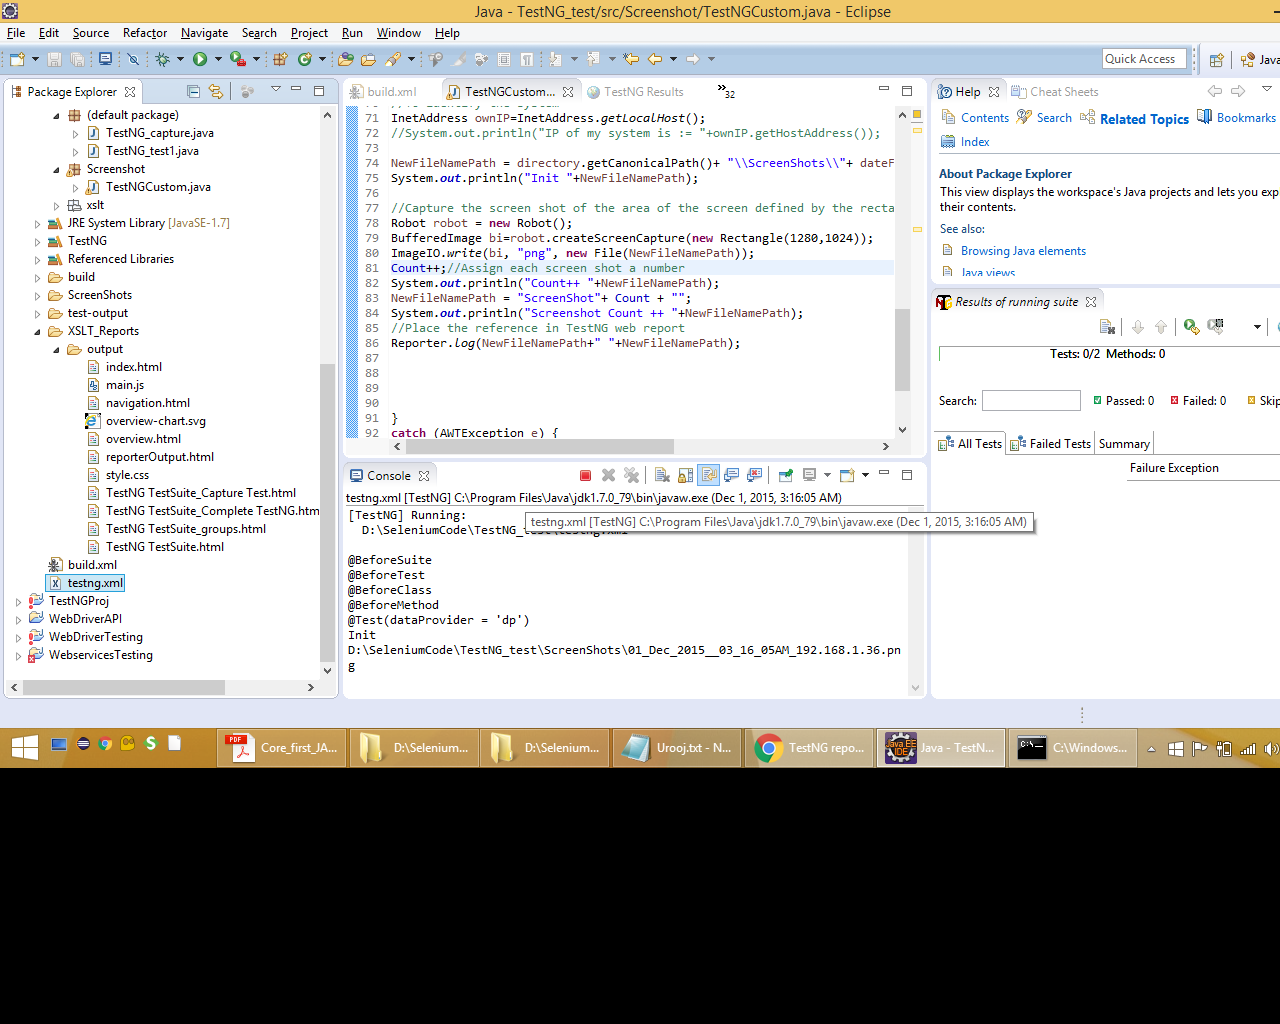 Java - TestNG_test/src/Screenshot/TestNGCustom.java - Eclipse
File Edit Source Refactor Navigate Search Project Run Window Help
Quick Access
Java
Package Explorer
(default package)
TestNG_capture.java
TestNG_test1.java
Screenshot
TestNGCustom.java
xslt
JRE System Library [JavaSE-1.7]
TestNG
Referenced Libraries
build
ScreenShots
test-output
XSLT_Reports
output
index.html
main.js
navigation.html
overview-chart.svg
overview.html
reporterOutput.html
style.css
TestNG TestSuite_Capture Test.html
TestNG TestSuite_Complete TestNG.htm
TestNG TestSuite_groups.html
TestNG TestSuite.html
build.xml
testng.xml
TestNGProj
WebDriverAPI
WebDriverTesting
WebservicesTesting
build.xml TestNGCustom... TestNG Results 32
71 InetAddress ownIP=InetAddress.getLocalHost();
72 //System.out.println("IP of my system is := "+ownIP.getHostAddress());
73
74 NewFileNamePath = directory.getCanonicalPath()+ "\\ScreenShots\\"+ dateF
75 System.out.println("Init "+NewFileNamePath);
76
77 //Capture the screen shot of the area of the screen defined by the recta
78 Robot robot = new Robot();
79 BufferedImage bi=robot.createScreenCapture(new Rectangle(1280,1024));
80 ImageIO.write(bi, "png", new File(NewFileNamePath));
81 Count++;//Assign each screen shot a number
82 System.out.println("Count++ "+NewFileNamePath);
83 NewFileNamePath = "ScreenShot"+ Count + "";
84 System.out.println("Screenshot Count ++ "+NewFileNamePath);
85 //Place the reference in TestNG web report
86 Reporter.log(NewFileNamePath+" "+NewFileNamePath);
87
88
89
90
91 }
92 catch (AWTException e) {
Console
testng.xml [TestNG] C:\Program Files\Java\jdk1.7.0_79\bin\javaw.exe (Dec 1, 2015, 3:16:05 AM)
[TestNG] Running:
testng.xml [TestNG] C:\Program Files\Java\jdk1.7.0_79\bin\javaw.exe (Dec 1, 2015, 3:16:05 AM)
D:\SeleniumCode\TestNG_test\testng.xml
@BeforeSuite
@BeforeTest
@BeforeClass
@BeforeMethod
@Test(dataProvider = 'dp')
Init
D:\SeleniumCode\TestNG_test\ScreenShots\01_Dec_2015__03_16_05AM_192.168.1.36.pn
g
Help Cheat Sheets
Contents Search Related Topics Bookmarks
Index
About Package Explorer
This view displays the workspace's Java projects and lets you exp
their contents.
See also:
Browsing Java elements
Java views
Results of running suite
Tests: 0/2 Methods: 0
Search: Passed: 0 Failed: 0 Skip
All Tests Failed Tests Summary
Failure Exception
Core_first_JA... D:\Selenium... D:\Selenium... Urooj.txt - N... TestNG repo... Java - TestN... C:\Windows...